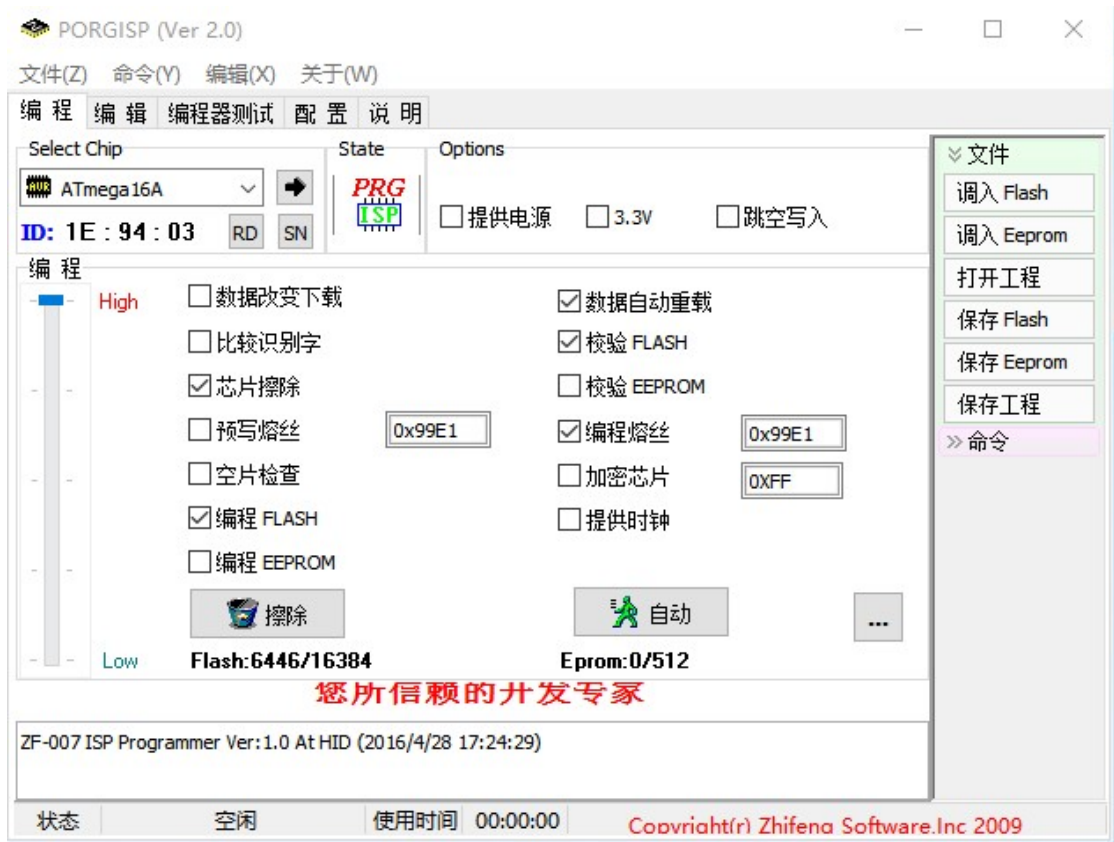 PORGISP (Ver 2.0)
文件(Z) 命令(Y) 编辑(X) 关于(W)
编 程 编 辑 编程器测试 配 置 说 明
Select Chip State Options
AVR ATmega16A
PRG
ISP
提供电源 3.3V 跳空写入
ID: 1E : 94 : 03 RD SN
编 程
High
Low
数据改变下载
比较识别字
芯片擦除
预写熔丝 0x99E1
空片检查
编程 FLASH
编程 EEPROM
数据自动重载
校验 FLASH
校验 EEPROM
编程熔丝 0x99E1
加密芯片 0XFF
提供时钟
擦除 自动 ...
Flash:6446/16384 Eprom:0/512
您所信赖的开发专家
ZF-007 ISP Programmer Ver:1.0 At HID (2016/4/28 17:24:29)
文件
调入 Flash
调入 Eeprom
打开工程
保存 Flash
保存 Eeprom
保存工程
命令
状态 空闲 使用时间 00:00:00 Copyright(r) Zhifeng Software.Inc 2009